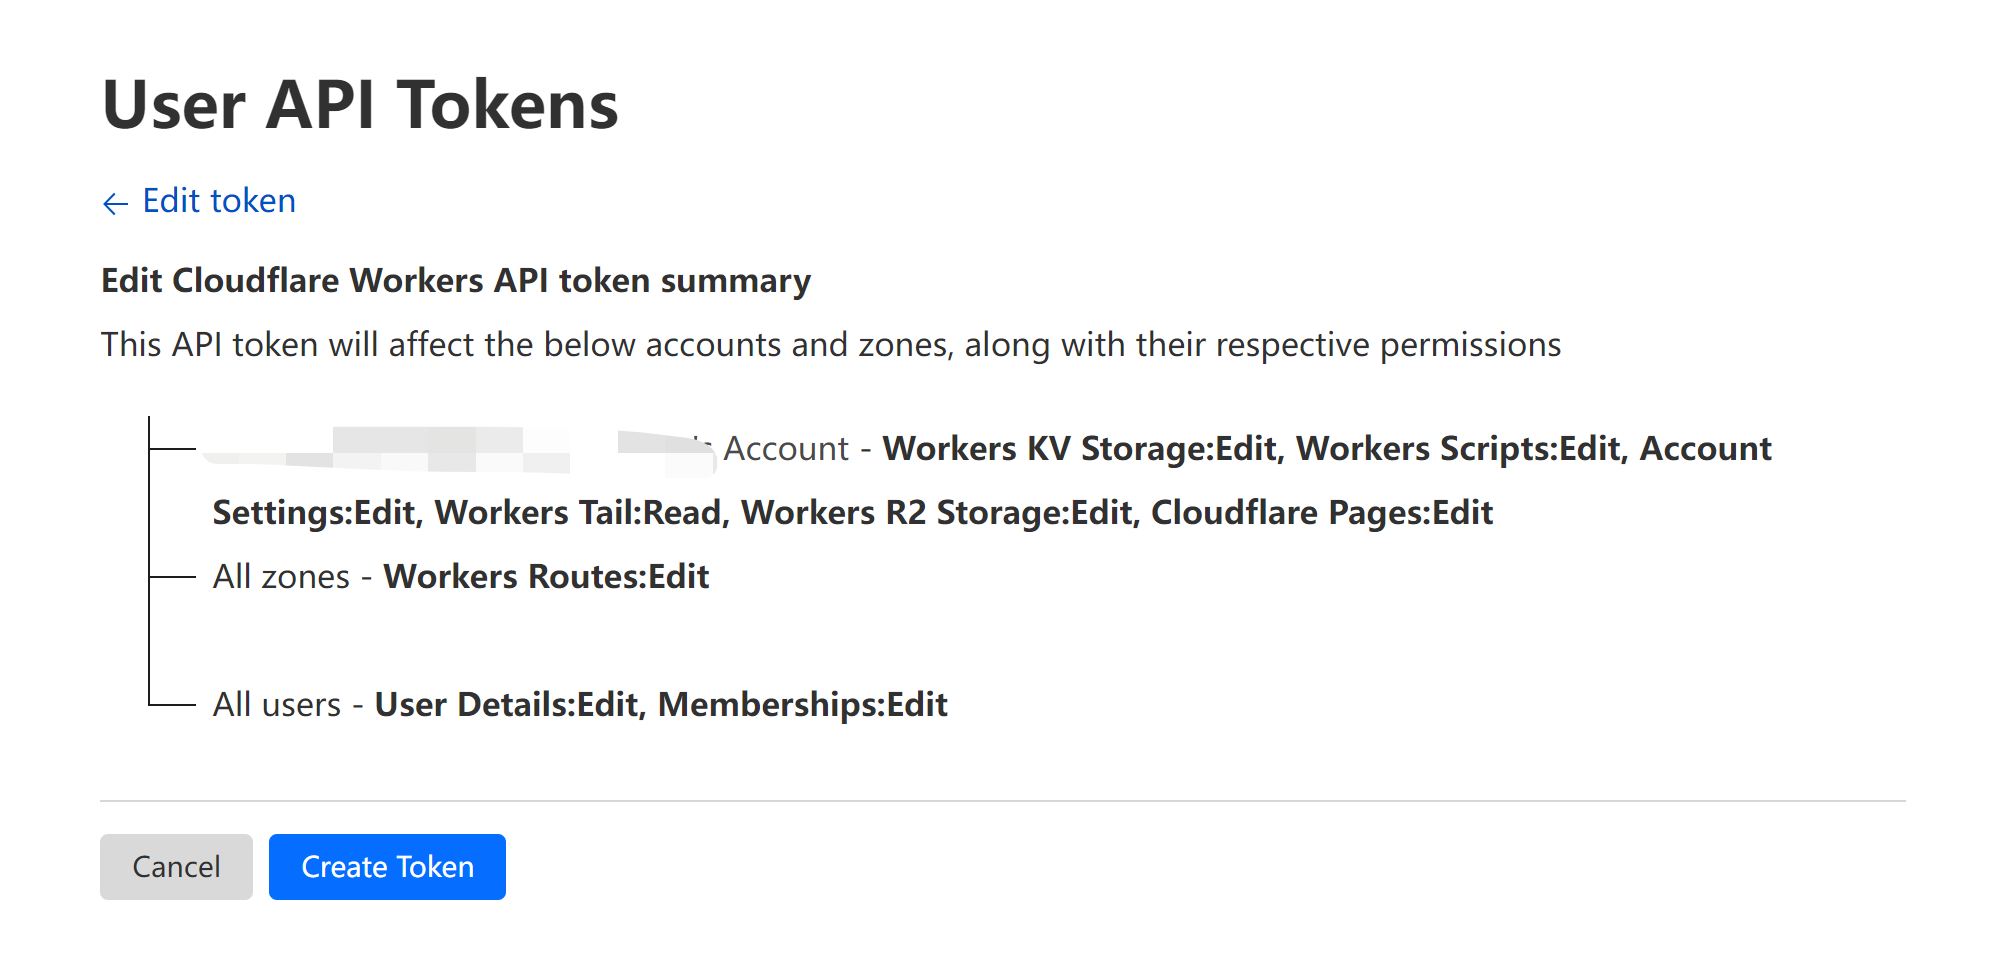 User API Tokens
← Edit token
Edit Cloudflare Workers API token summary
This API token will affect the below accounts and zones, along with their respective permissions
Account - Workers KV Storage:Edit, Workers Scripts:Edit, Account
Settings:Edit, Workers Tail:Read, Workers R2 Storage:Edit, Cloudflare Pages:Edit
All zones - Workers Routes:Edit
All users - User Details:Edit, Memberships:Edit
Cancel
Create Token